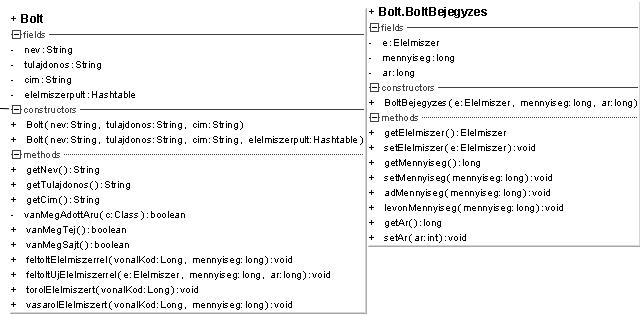 + Bolt
fields
- nev:String
- tulajdonos:String
- cim:String
- elelmiszerpult:Hashtable
constructors
+ Bolt(nev:String, tulajdonos:String, cim:String)
+ Bolt(nev:String, tulajdonos:String, cim:String, elelmiszerpult:Hashtable)
methods
+ getNev():String
+ getTulajdonos():String
+ getCim():String
- vanMegAdottAru(c:Class):boolean
+ vanMegTej():boolean
+ vanMegSajt():boolean
+ feltoltElelmiszerrel(vonalKod:Long, mennyiseg:long):void
+ feltoltUjElelmiszerrel(e:Elelmiszer, mennyiseg:long, ar:long):void
+ torolElelmiszert(vonalKod:Long):void
+ vasarolElelmiszert(vonalKod:Long, mennyiseg:long):void
+ Bolt.BoltBejegyzes
fields
- e:Elelmiszer
- mennyiseg:long
- ar:long
constructors
+ BoltBejegyzes(e:Elelmiszer, mennyiseg:long, ar:long)
methods
+ getElelmiszer():Elelmiszer
+ setElelmiszer(e:Elelmiszer):void
+ getMennyiseg():long
+ setMennyiseg(mennyiseg:long):void
+ adMennyiseg(mennyiseg:long):void
+ levonMennyiseg(mennyiseg:long):void
+ getAr():long
+ setAr(ar:int):void